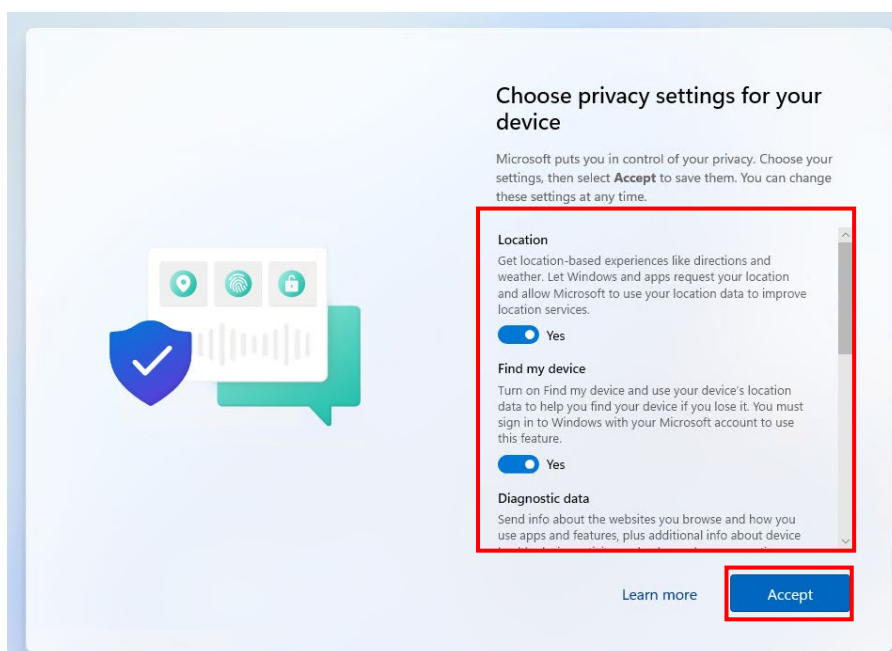 Choose privacy settings for your
device
Microsoft puts you in control of your privacy. Choose your
settings, then select Accept to save them. You can change
these settings at any time.
Location
Get location-based experiences like directions and
weather. Let Windows and apps request your location
and allow Microsoft to use your location data to improve
location services.
Yes
Find my device
Turn on Find my device and use your device's location
data to help you find your device if you lose it. You must
sign in to Windows with your Microsoft account to use
this feature.
Yes
Diagnostic data
Send info about the websites you browse and how you
use apps and features, plus additional info about device
Learn more
Accept